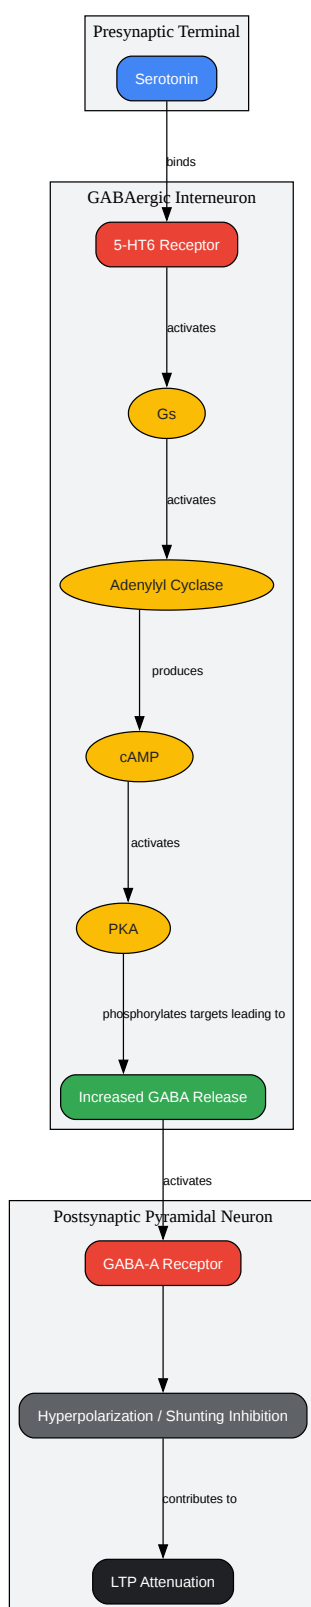 Presynaptic Terminal
Serotonin
binds
GABAergic Interneuron
5-HT6 Receptor
activates
Gs
activates
Adenylyl Cyclase
produces
cAMP
activates
PKA
phosphorylates targets leading to
Increased GABA Release
activates
Postsynaptic Pyramidal Neuron
GABA-A Receptor
Hyperpolarization / Shunting Inhibition
contributes to
LTP Attenuation